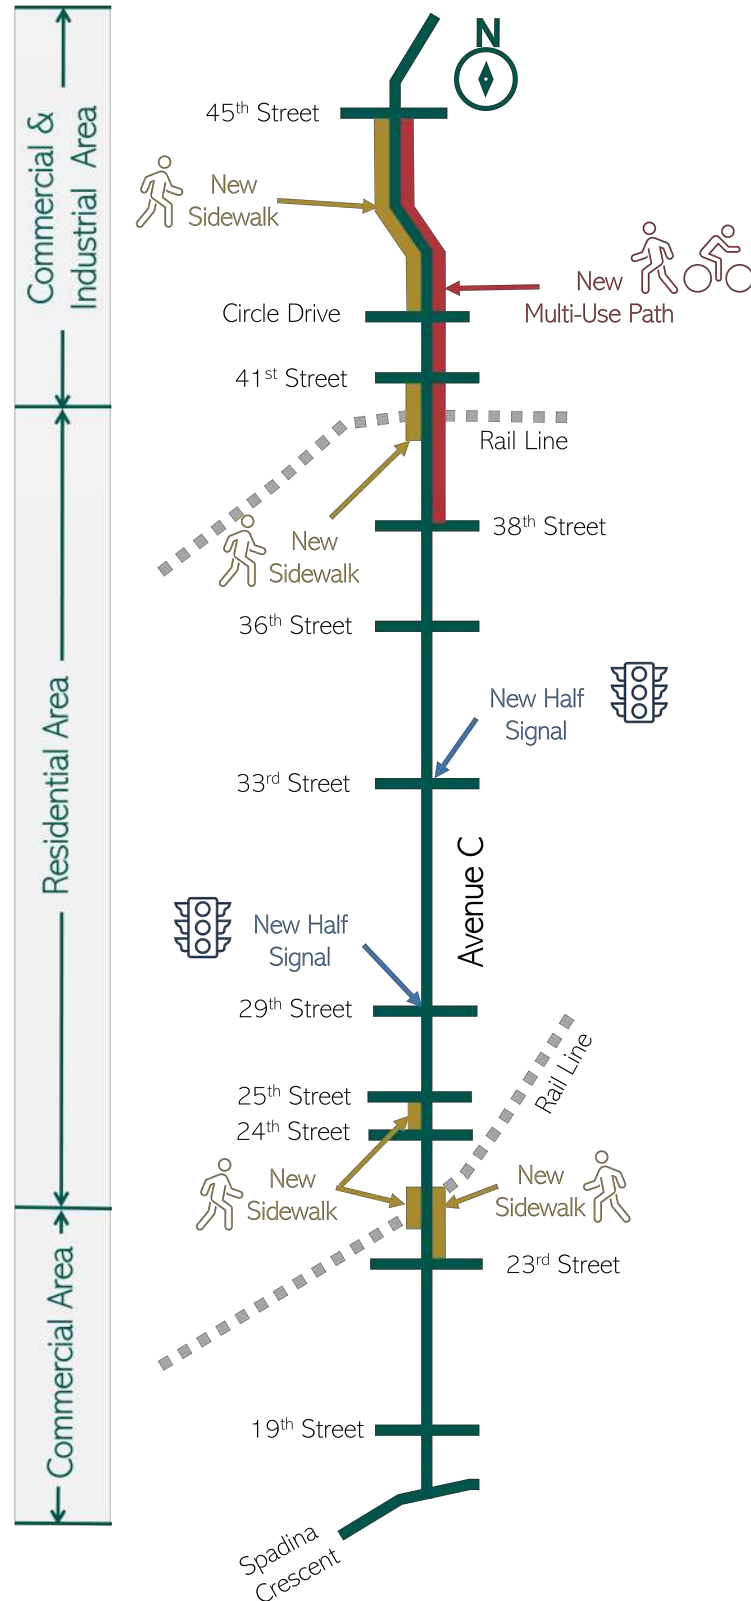 N
45th Street
Commercial &
Industrial Area
New
Sidewalk
New
Multi-Use Path
Circle Drive
41st Street
Rail Line
38th Street
New
Sidewalk
36th Street
New Half
Signal
33rd Street
Residential Area
Avenue C
New Half
Signal
29th Street
Rail Line
25th Street
24th Street
New
Sidewalk
New
Sidewalk
23rd Street
Commercial Area
19th Street
Spadina
Crescent